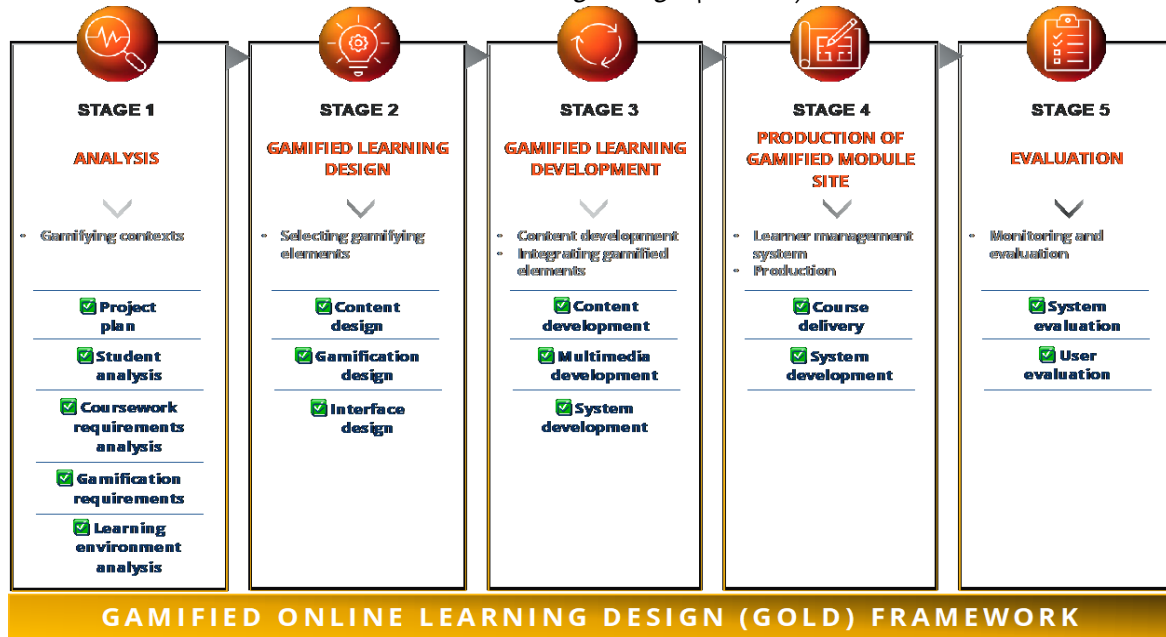 STAGE 1
ANALYSIS
• Gamifying contexts
✅ Project
plan
✅ Student
analysis
✅ Coursework
requirements
analysis
✅ Gamification
requirements
✅ Learning
environment
analysis
STAGE 2
GAMIFIED LEARNING
DESIGN
• Selecting gamifying
elements
✅ Content
design
✅ Gamification
design
✅ Interface
design
STAGE 3
GAMIFIED LEARNING
DEVELOPMENT
• Content development
• Integrating gamified
elements
✅ Content
development
✅ Multimedia
development
✅ System
development
STAGE 4
PRODUCTION OF
GAMIFIED MODULE
SITE
• Learner management
system
• Production
✅ Course
delivery
✅ System
development
STAGE 5
EVALUATION
• Monitoring and
evaluation
✅ System
evaluation
✅ User
evaluation
GAMIFIED ONLINE LEARNING DESIGN (GOLD) FRAMEWORK